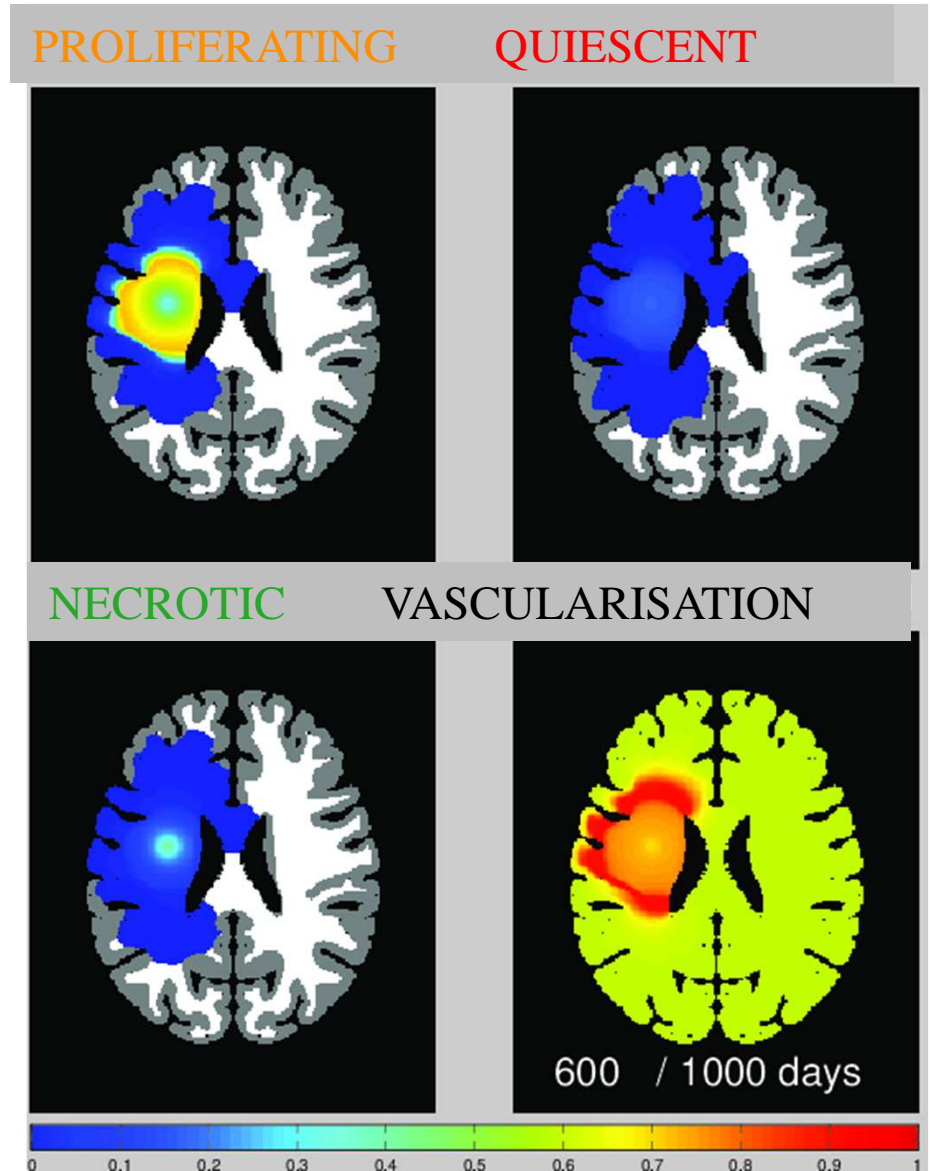 PROLIFERATING QUIESCENT
NECROTIC VASCULARISATION
600 / 1000 days
0 0.1 0.2 0.3 0.4 0.5 0.6 0.7 0.8 0.9 1